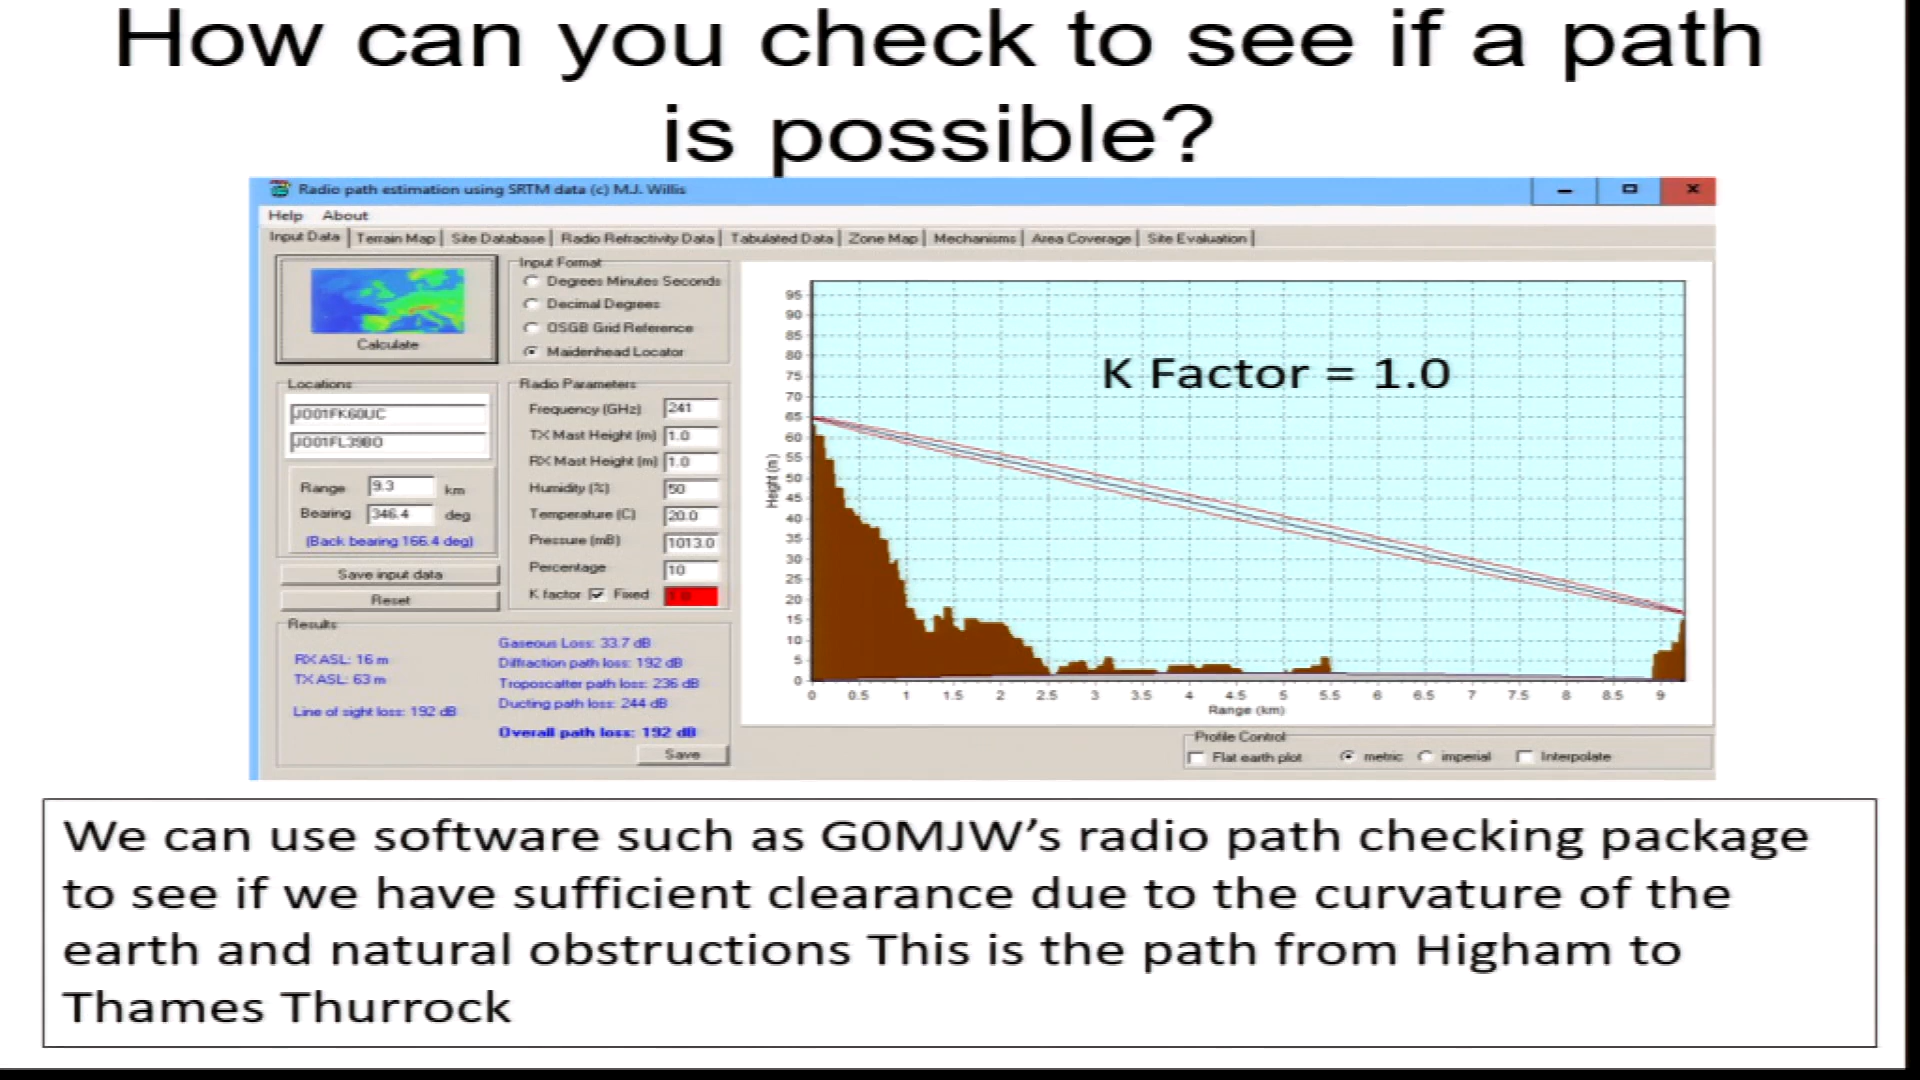 How can you check to see if a path
is possible?
Radio path estimation using SRTM data (c) M.J. Willis
Help About
Input Data Terrain Map Site Database Radio Refractivity Data Tabulated Data Zone Map Mechanisms Area Coverage Site Evaluation
Calculate
Input Format
Degrees Minutes Seconds
Decimal Degrees
OSGB Grid Reference
Maidenhead Locator
Locations
JO01FK60UC
JO01FL39BO
Range 9.3 km
Bearing 346.4 deg
(Back bearing 166.4 deg)
Save input data
Reset
Radio Parameters
Frequency (GHz) 241
TX Mast Height (m) 1.0
RX Mast Height (m) 1.0
Humidity (%) 50
Temperature (C) 20.0
Pressure (mB) 1013.0
Percentage 10
K factor Fixed 1.0
Results
RX ASL: 16 m
TX ASL: 63 m
Line of sight loss: 192 dB
Gaseous Loss: 33.7 dB
Diffraction path loss: 192 dB
Troposcatter path loss: 236 dB
Ducting path loss: 244 dB
Overall path loss: 192 dB
Save
K Factor = 1.0
Height (m)
95
90
85
80
75
70
65
60
55
50
45
40
35
30
25
20
15
10
5
0
0 0.5 1 1.5 2 2.5 3 3.5 4 4.5 5 5.5 6 6.5 7 7.5 8 8.5 9
Range (km)
Profile Control
Flat earth plot metric imperial Interpolate
We can use software such as G0MJW’s radio path checking package
to see if we have sufficient clearance due to the curvature of the
earth and natural obstructions This is the path from Higham to
Thames Thurrock